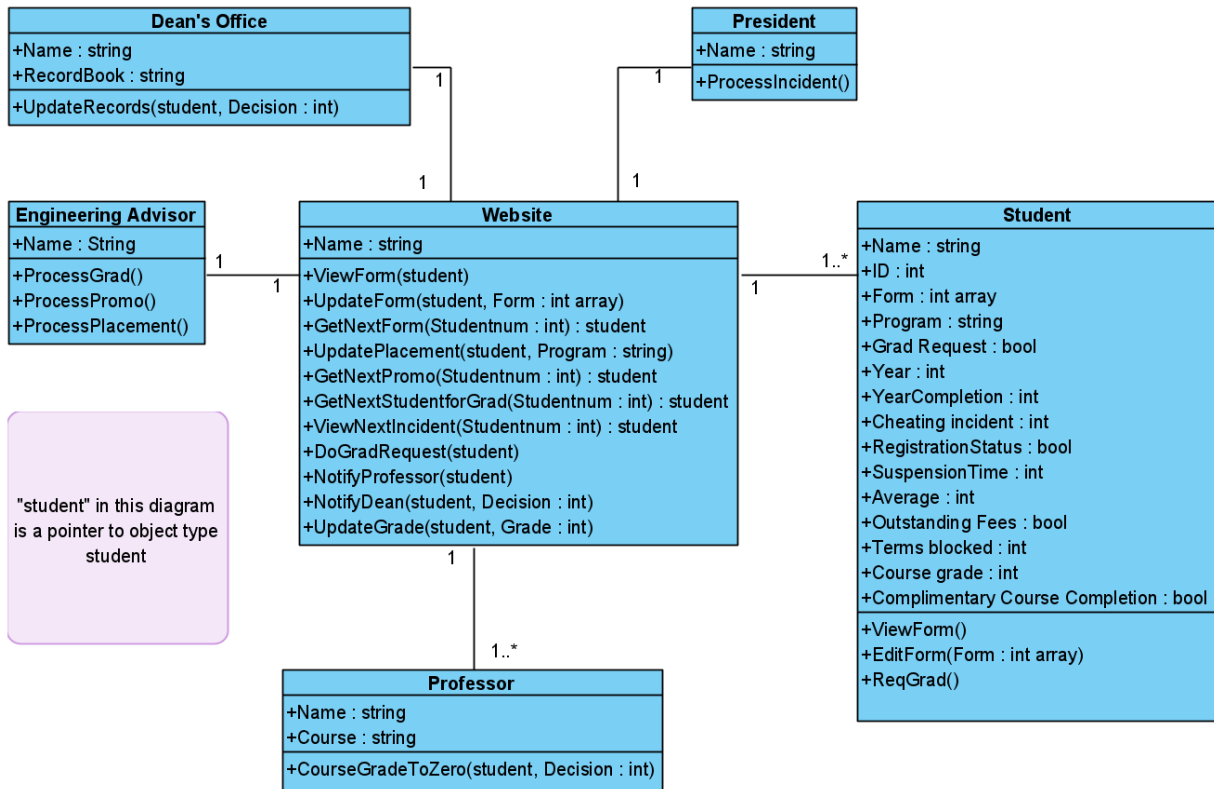 Dean's Office
+Name : string
+RecordBook : string
+UpdateRecords(student, Decision : int)
1
1
President
+Name : string
+ProcessIncident()
1
1
Engineering Advisor
+Name : String
+ProcessGrad()
+ProcessPromo()
+ProcessPlacement()
1
1
Website
+Name : string
+ViewForm(student)
+UpdateForm(student, Form : int array)
+GetNextForm(Studentnum : int) : student
+UpdatePlacement(student, Program : string)
+GetNextPromo(Studentnum : int) : student
+GetNextStudentforGrad(Studentnum : int) : student
+ViewNextIncident(Studentnum : int) : student
+DoGradRequest(student)
+NotifyProfessor(student)
+NotifyDean(student, Decision : int)
+UpdateGrade(student, Grade : int)
1..*
1
Student
+Name : string
+ID : int
+Form : int array
+Program : string
+Grad Request : bool
+Year : int
+YearCompletion : int
+Cheating incident : int
+RegistrationStatus : bool
+SuspensionTime : int
+Average : int
+Outstanding Fees : bool
+Terms blocked : int
+Course grade : int
+Complimentary Course Completion : bool
+ViewForm()
+EditForm(Form : int array)
+ReqGrad()
"student" in this diagram
is a pointer to object type
student
1
1..*
Professor
+Name : string
+Course : string
+CourseGradeToZero(student, Decision : int)